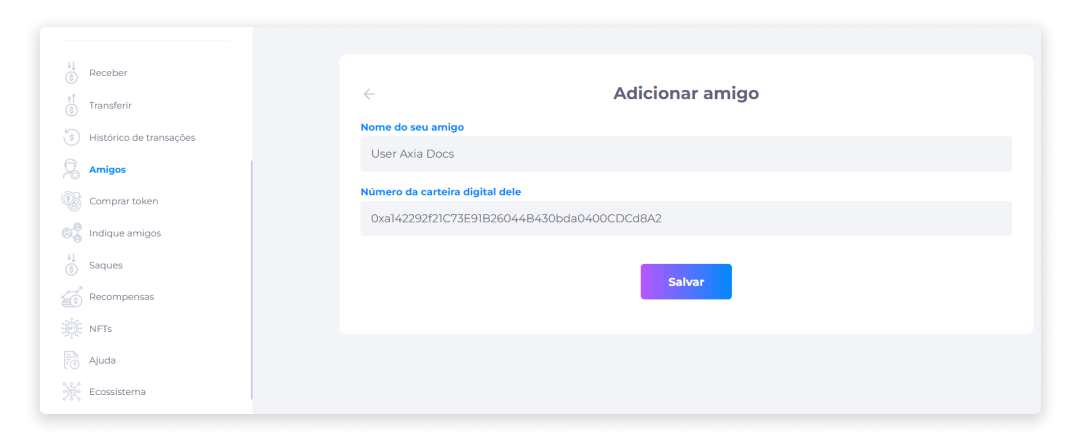 Receber
Transferir
Histórico de transações
Amigos
Comprar token
Indique amigos
Saques
Recompensas
NFTs
Ajuda
Ecossistema
Adicionar amigo
Nome do seu amigo
User Axia Docs
Número da carteira digital dele
0xa142292f21C73E91B26044B430bda0400CDCd8A2
Salvar